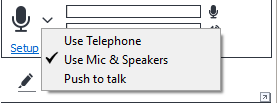 Setup
Use Telephone
Use Mic & Speakers
Push to talk